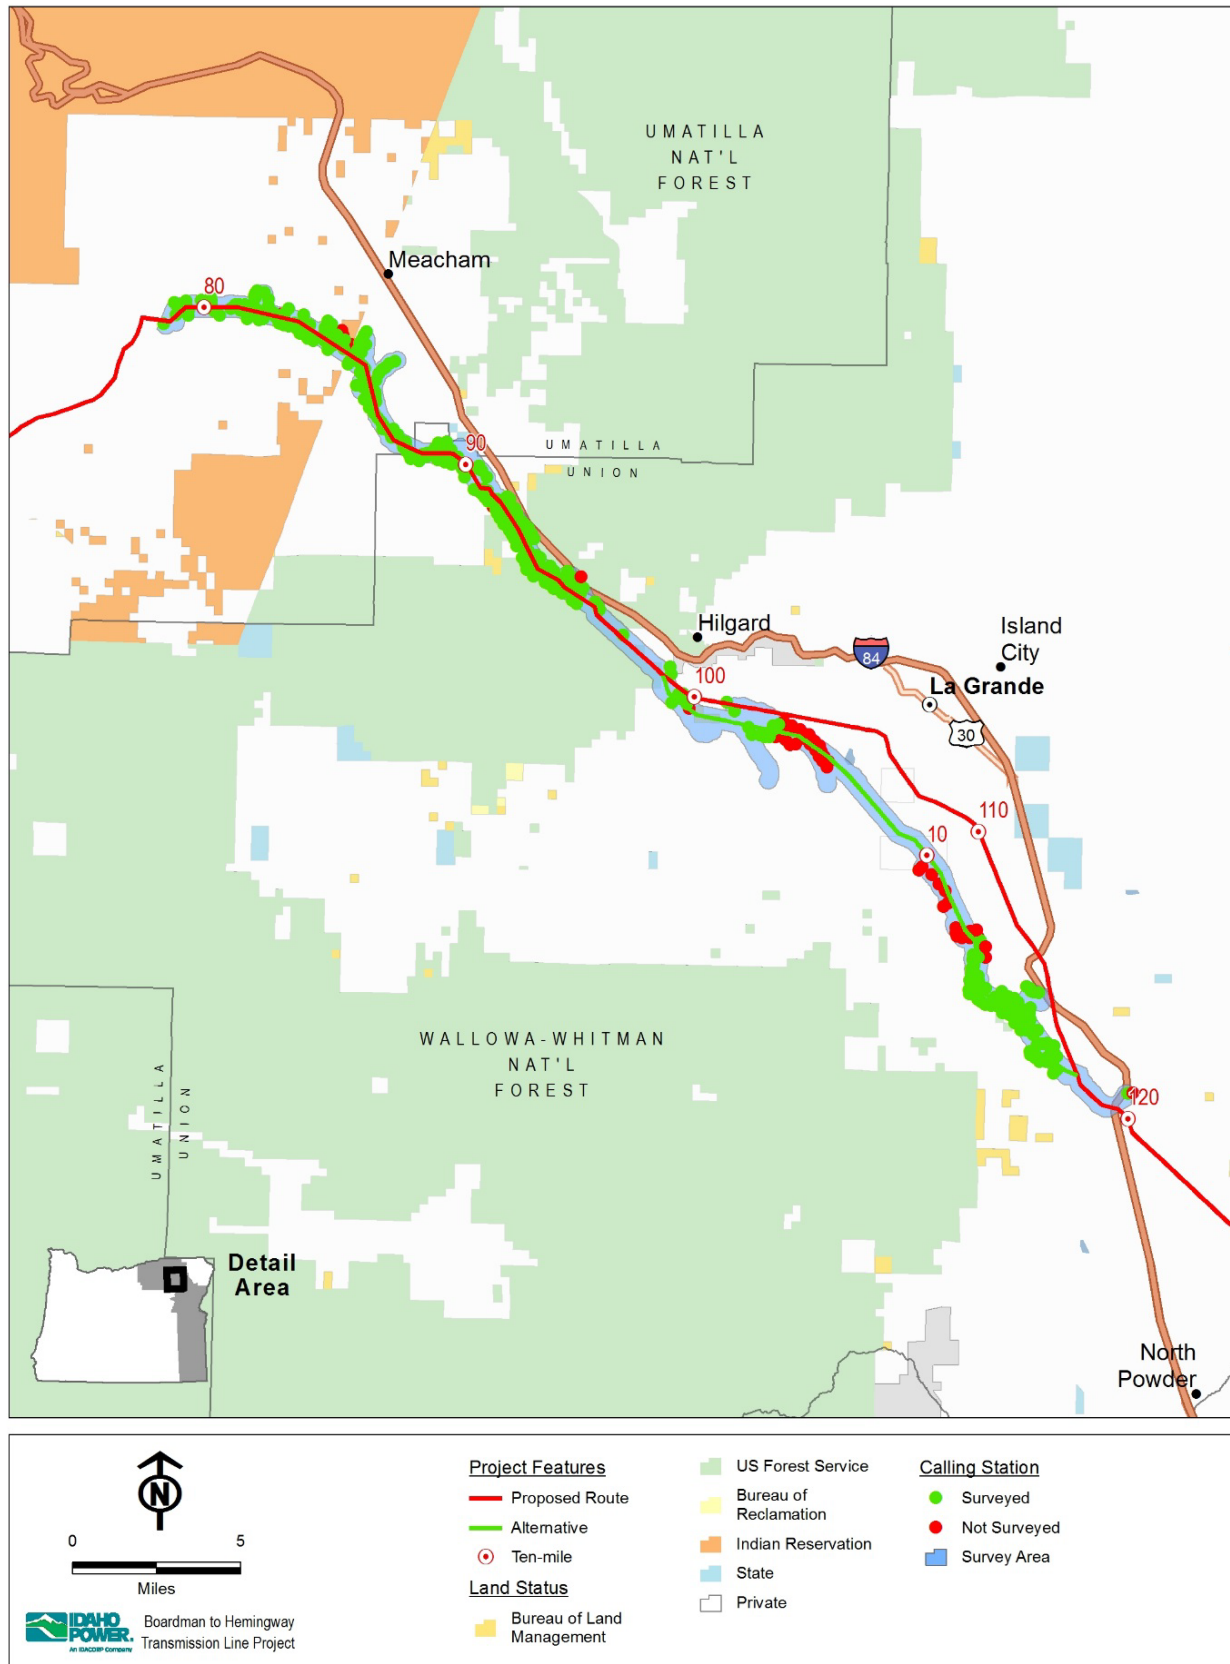 UMATILLA
NAT'L
FOREST
Meacham
80
90
UMATILLA
UNION
Hilgard
Island
City
84
La Grande
100
30
110
10
WALLOWA-WHITMAN
NAT'L
FOREST
UMATILLA
UNION
120
Detail
Area
North
Powder
N
0 5
Miles
IDAHO
POWER.
An IDACORP Company
Boardman to Hemingway
Transmission Line Project
Project Features
Proposed Route
Alternative
Ten-mile
Land Status
Bureau of Land
Management
US Forest Service
Bureau of
Reclamation
Indian Reservation
State
Private
Calling Station
Surveyed
Not Surveyed
Survey Area